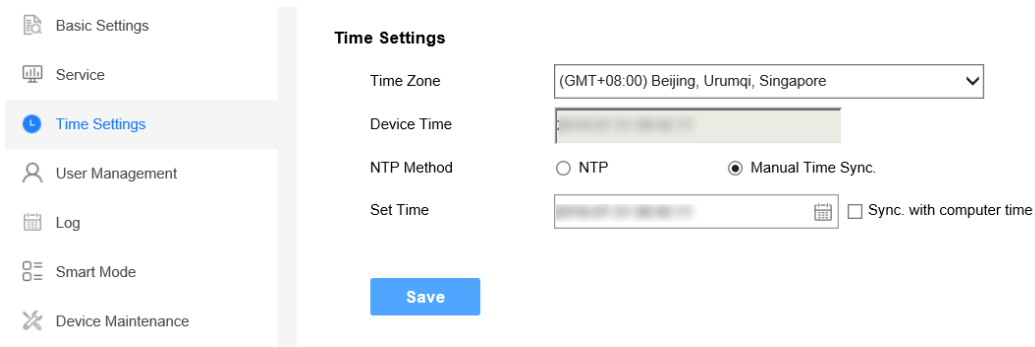 Basic Settings
Service
Time Settings
User Management
Log
Smart Mode
Device Maintenance
Time Settings
Time Zone (GMT+08:00) Beijing, Urumqi, Singapore
Device Time
NTP Method NTP Manual Time Sync.
Set Time Sync. with computer time
Save